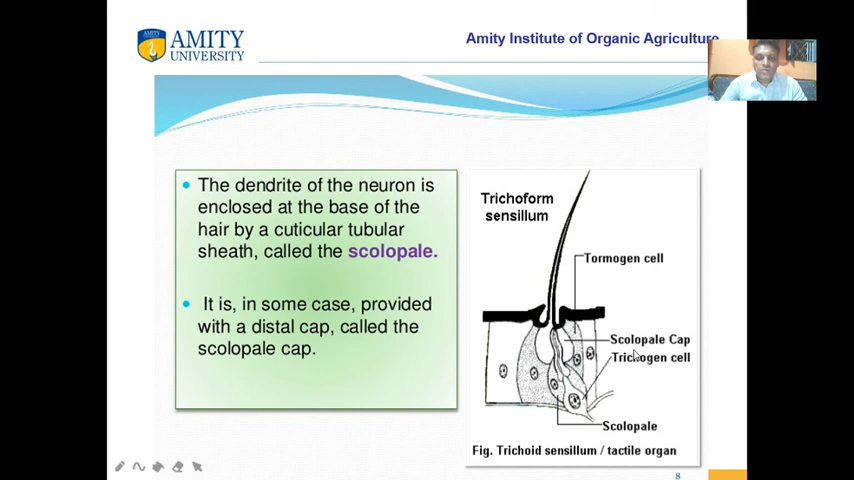 AMITY
UNIVERSITY
Amity Institute of Organic Agriculture
The dendrite of the neuron is
enclosed at the base of the
hair by a cuticular tubular
sheath, called the scolopale.
It is, in some case, provided
with a distal cap, called the
scolopale cap.
Trichoform
sensillum
Tormogen cell
Scolopale Cap
Trichogen cell
Scolopale
Fig. Trichoid sensillum / tactile organ
8